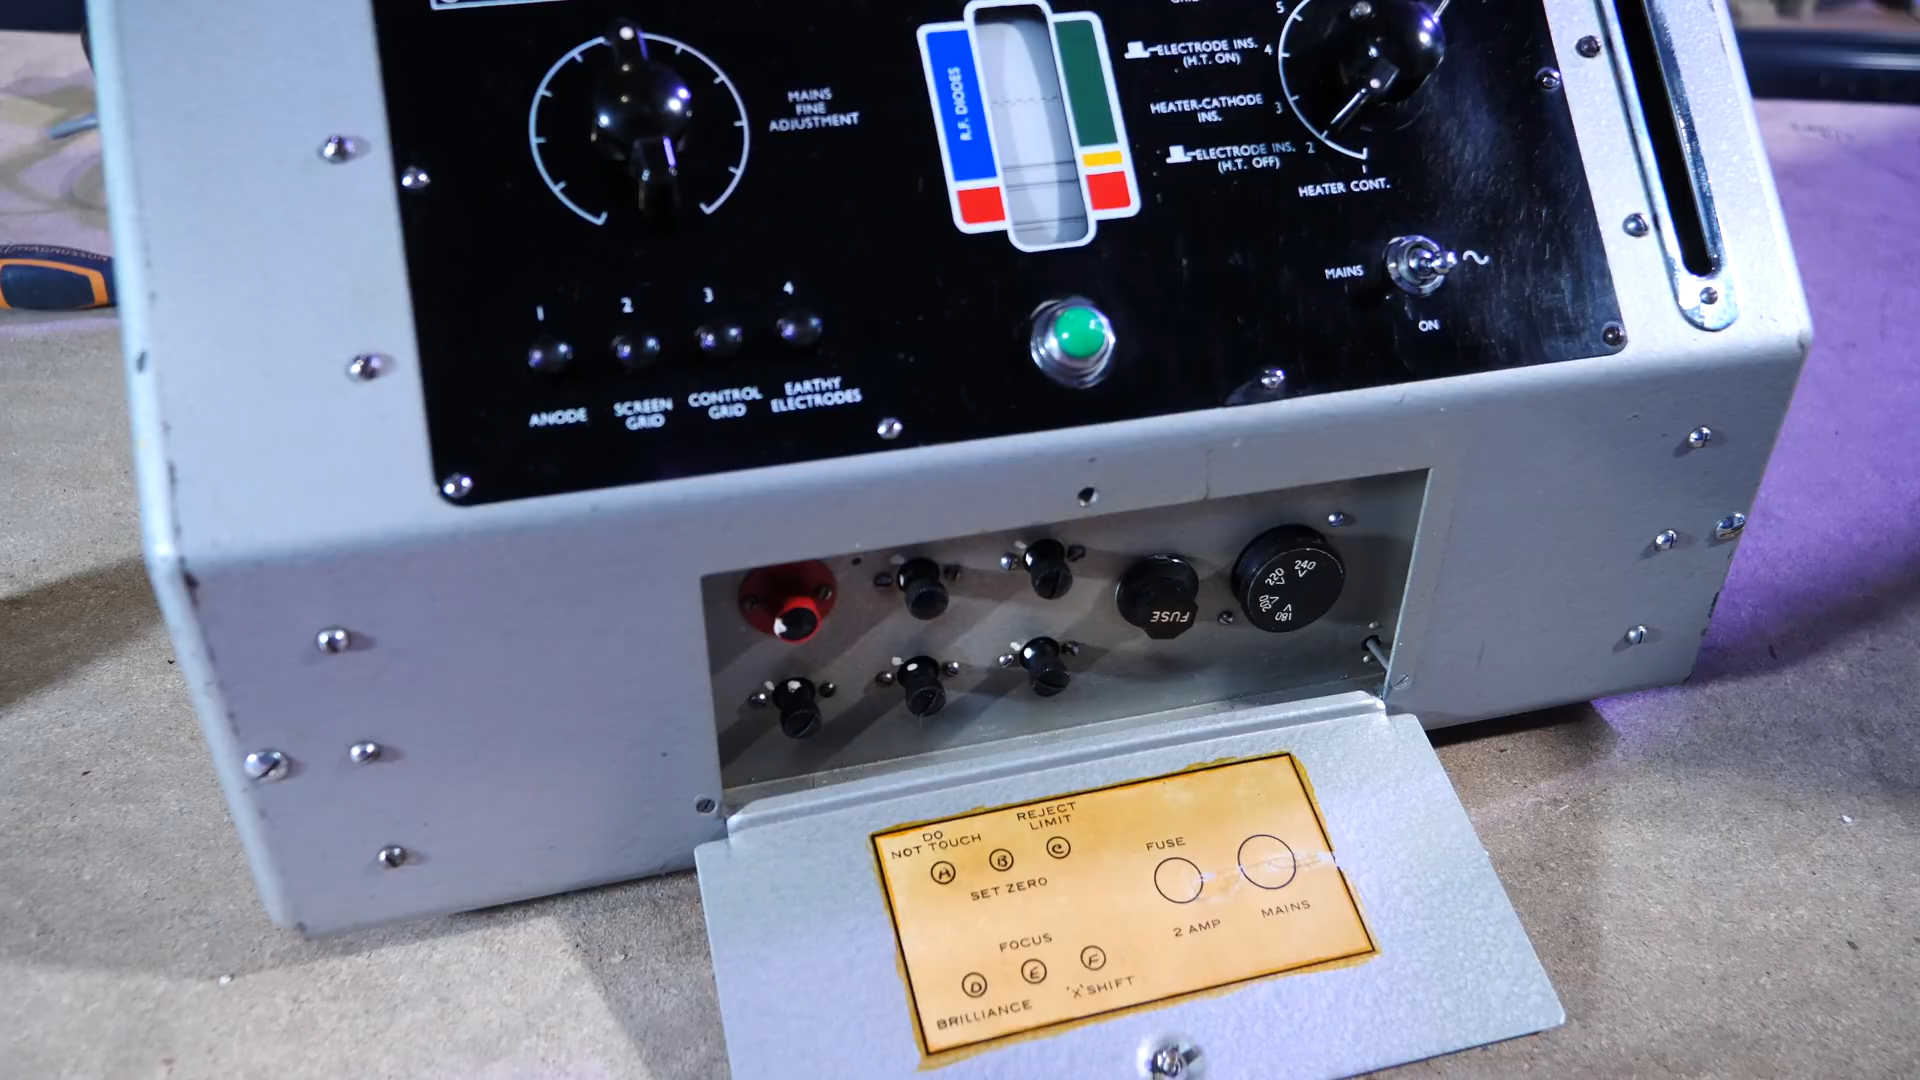 MAINS
FINE
ADJUSTMENT
R.F. DIODES
5
ELECTRODE INS.
(H.T. ON)
4
HEATER-CATHODE
INS.
3
ELECTRODE INS.
(H.T. OFF)
2
HEATER CONT.
MAINS
~
ON
1
2
3
4
ANODE
SCREEN
GRID
CONTROL
GRID
EARTHY
ELECTRODES
MAGNUSSON
FUSE
240
220
200
180
DO
NOT TOUCH
REJECT
LIMIT
A
B
C
SET ZERO
FUSE
2 AMP
MAINS
FOCUS
D
E
F
BRILLIANCE
'X' SHIFT